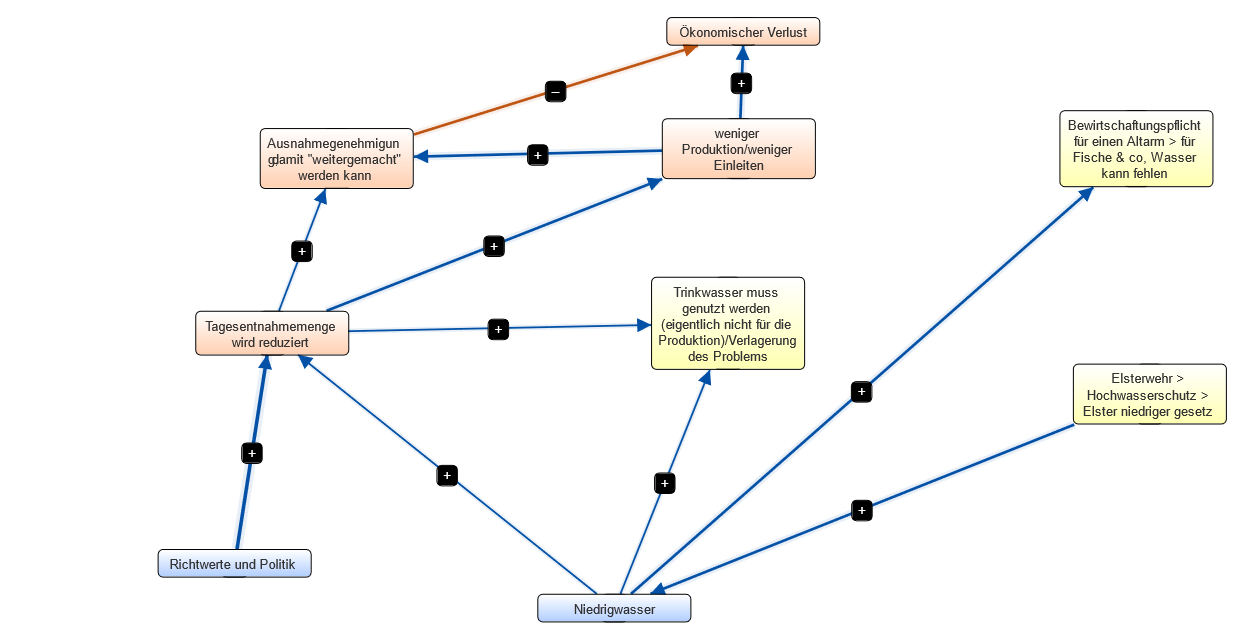 Ökonomischer Verlust
+
–
Ausnahmegenehmigun
g damit "weitergemacht"
werden kann
+
weniger
Produktion/weniger
Einleiten
Bewirtschaftungspflicht
für einen Altarm > für
Fische & co, Wasser
kann fehlen
+
+
Trinkwasser muss
genutzt werden
(eigentlich nicht für die
Produktion)/Verlagerung
des Problems
Tagesentnahmemenge
wird reduziert
+
+
Elsterwehr >
Hochwasserschutz >
Elster niedriger gesetz
+
+
+
+
Richtwerte und Politik
Niedrigwasser